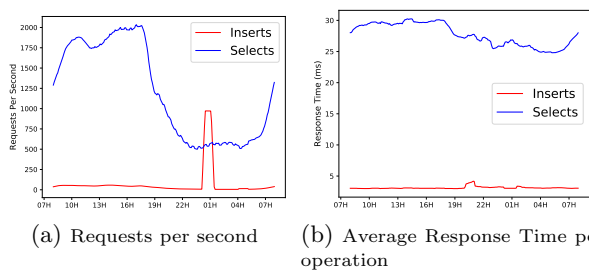 Requests Per Second
2000
1750
1500
1250
1000
750
500
250
0
Inserts
Selects
07H 10H 13H 16H 19H 22H 01H 04H 07H
(a) Requests per second
Response Time (ms)
30
25
20
15
10
5
Inserts
Selects
07H 10H 13H 16H 19H 22H 01H 04H 07H
(b) Average Response Time pe
operation